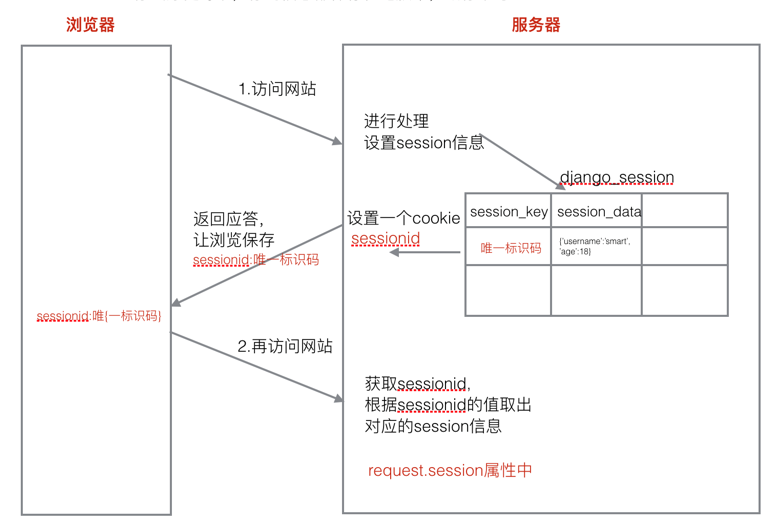 浏览器
服务器
1.访问网站
进行处理
设置session信息
django_session
session_key
session_data
唯一标识码
{'username':'smart',
'age':18}
设置一个cookie
sessionid
返回应答，
让浏览保存
sessionid:唯一标识码
sessionid:唯{一标识码}
2.再访问网站
获取sessionid,
根据sessionid的值取出
对应的session信息
request.session属性中